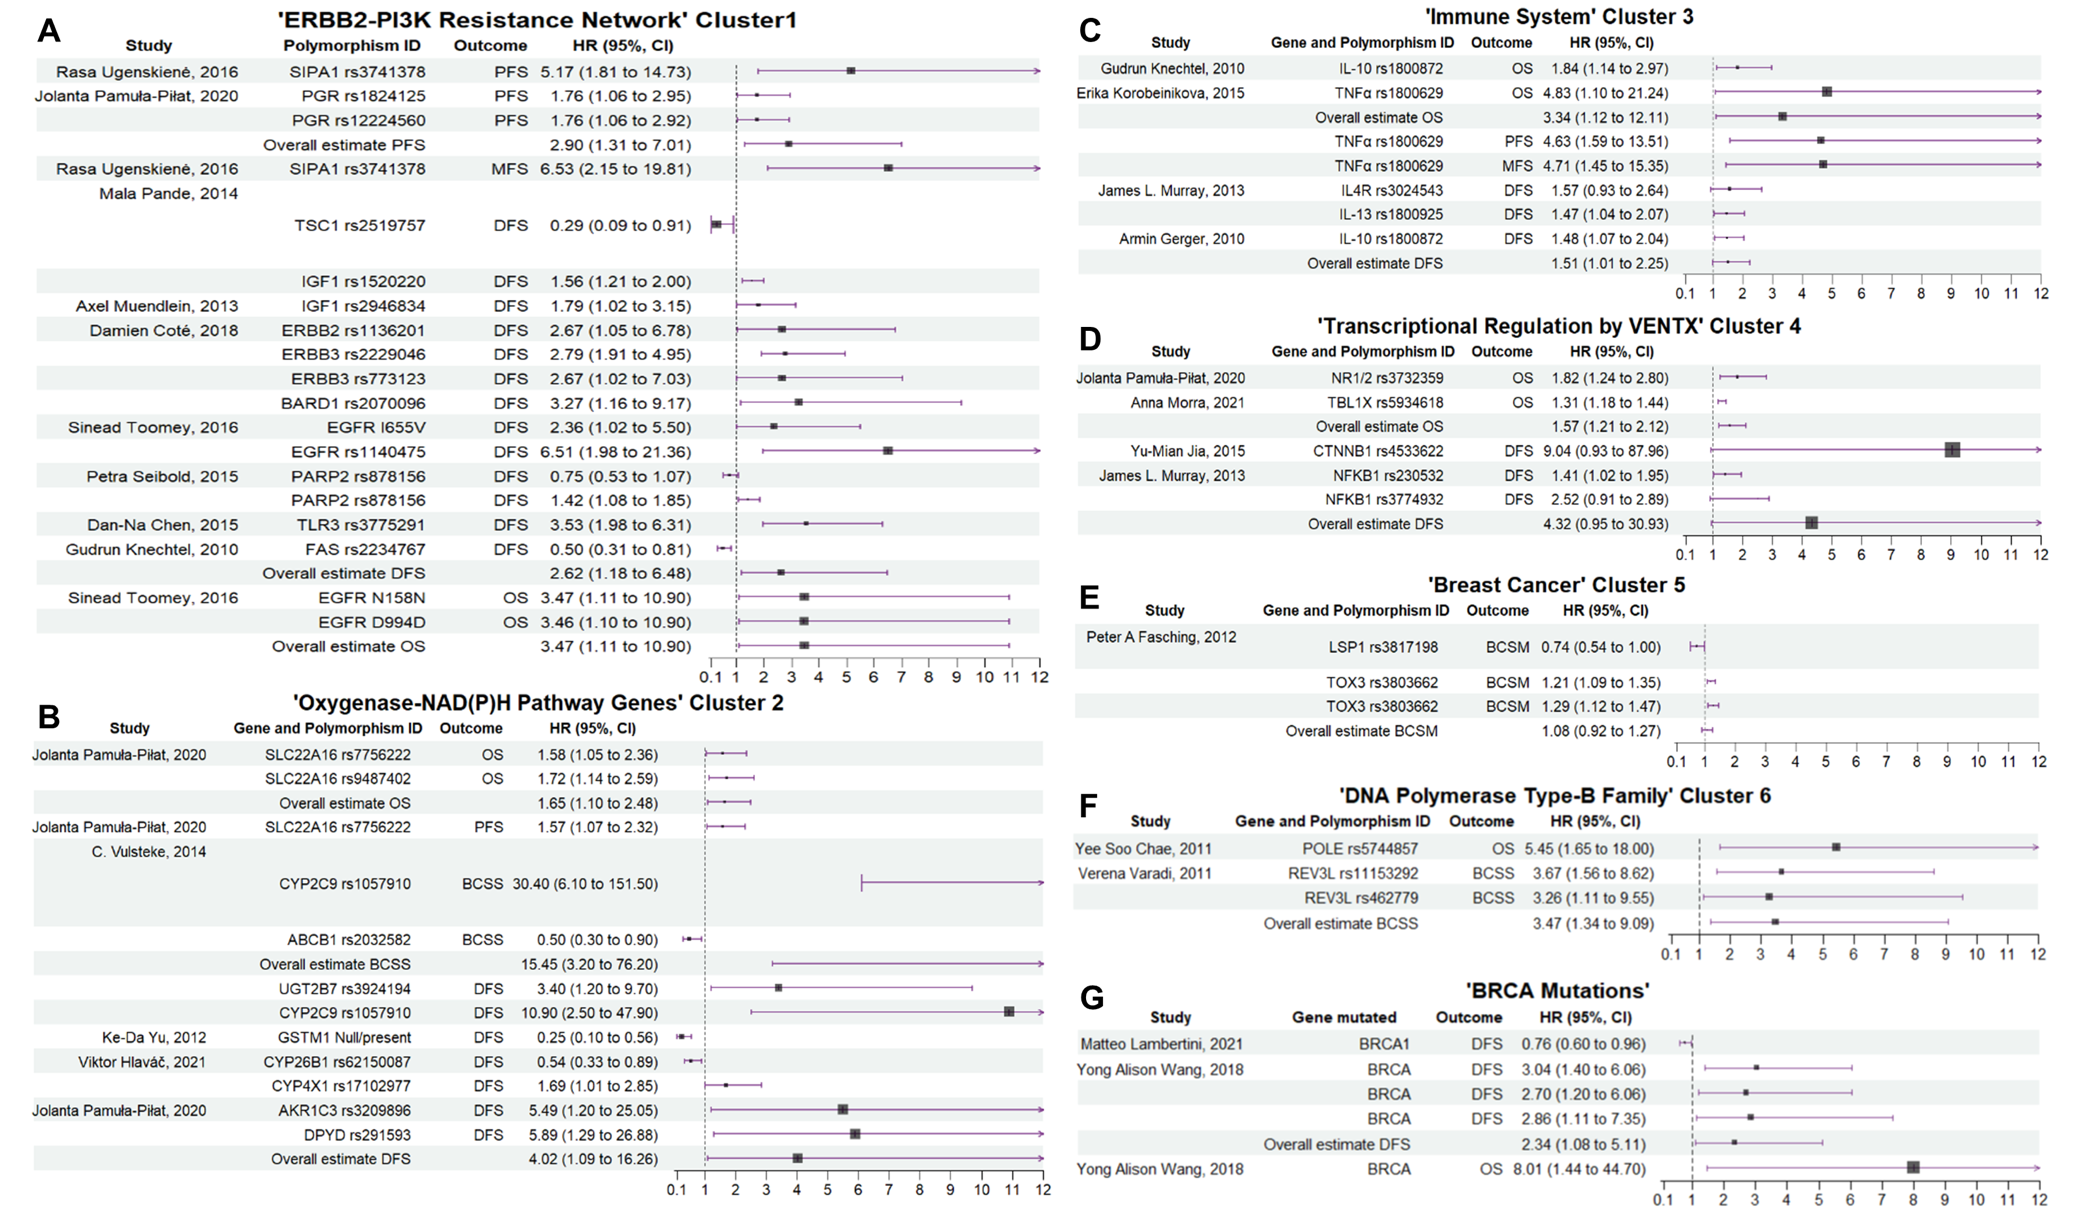 A
'ERBB2-PI3K Resistance Network' Cluster1
Study Polymorphism ID Outcome HR (95%, CI)
Rasa Ugenskienė, 2016 SIPA1 rs3741378 PFS 5.17 (1.81 to 14.73)
Jolanta Pamuła-Piłat, 2020 PGR rs1824125 PFS 1.76 (1.06 to 2.95)
PGR rs12224560 PFS 1.76 (1.06 to 2.92)
Overall estimate PFS 2.90 (1.31 to 7.01)
Rasa Ugenskienė, 2016 SIPA1 rs3741378 MFS 6.53 (2.15 to 19.81)
Mala Pande, 2014
TSC1 rs2519757 DFS 0.29 (0.09 to 0.91)
IGF1 rs1520220 DFS 1.56 (1.21 to 2.00)
Axel Muendlein, 2013 IGF1 rs2946834 DFS 1.79 (1.02 to 3.15)
Damien Coté, 2018 ERBB2 rs1136201 DFS 2.67 (1.05 to 6.78)
ERBB3 rs2229046 DFS 2.79 (1.91 to 4.95)
ERBB3 rs773123 DFS 2.67 (1.02 to 7.03)
BARD1 rs2070096 DFS 3.27 (1.16 to 9.17)
Sinead Toomey, 2016 EGFR I655V DFS 2.36 (1.02 to 5.50)
EGFR rs1140475 DFS 6.51 (1.98 to 21.36)
Petra Seibold, 2015 PARP2 rs878156 DFS 0.75 (0.53 to 1.07)
PARP2 rs878156 DFS 1.42 (1.08 to 1.85)
Dan-Na Chen, 2015 TLR3 rs3775291 DFS 3.53 (1.98 to 6.31)
Gudrun Knechtel, 2010 FAS rs2234767 DFS 0.50 (0.31 to 0.81)
Overall estimate DFS 2.62 (1.18 to 6.48)
Sinead Toomey, 2016 EGFR N158N OS 3.47 (1.11 to 10.90)
EGFR D994D OS 3.46 (1.10 to 10.90)
Overall estimate OS 3.47 (1.11 to 10.90)
0.1 1 2 3 4 5 6 7 8 9 10 11 12
B
'Oxygenase-NAD(P)H Pathway Genes' Cluster 2
Study Gene and Polymorphism ID Outcome HR (95%, CI)
Jolanta Pamuła-Piłat, 2020 SLC22A16 rs7756222 OS 1.58 (1.05 to 2.36)
SLC22A16 rs9487402 OS 1.72 (1.14 to 2.59)
Overall estimate OS 1.65 (1.10 to 2.48)
Jolanta Pamuła-Piłat, 2020 SLC22A16 rs7756222 PFS 1.57 (1.07 to 2.32)
C. Vulsteke, 2014
CYP2C9 rs1057910 BCSS 30.40 (6.10 to 151.50)
ABCB1 rs2032582 BCSS 0.50 (0.30 to 0.90)
Overall estimate BCSS 15.45 (3.20 to 76.20)
UGT2B7 rs3924194 DFS 3.40 (1.20 to 9.70)
CYP2C9 rs1057910 DFS 10.90 (2.50 to 47.90)
Ke-Da Yu, 2012 GSTM1 Null/present DFS 0.25 (0.10 to 0.56)
Viktor Hlaváč, 2021 CYP26B1 rs62150087 DFS 0.54 (0.33 to 0.89)
CYP4X1 rs17102977 DFS 1.69 (1.01 to 2.85)
Jolanta Pamuła-Piłat, 2020 AKR1C3 rs3209896 DFS 5.49 (1.20 to 25.05)
DPYD rs291593 DFS 5.89 (1.29 to 26.88)
Overall estimate DFS 4.02 (1.09 to 16.26)
0.1 1 2 3 4 5 6 7 8 9 10 11 12
C
'Immune System' Cluster 3
Study Gene and Polymorphism ID Outcome HR (95%, CI)
Gudrun Knechtel, 2010 IL-10 rs1800872 OS 1.84 (1.14 to 2.97)
Erika Korobeinikova, 2015 TNFα rs1800629 OS 4.83 (1.10 to 21.24)
Overall estimate OS 3.34 (1.12 to 12.11)
TNFα rs1800629 PFS 4.63 (1.59 to 13.51)
TNFα rs1800629 MFS 4.71 (1.45 to 15.35)
James L. Murray, 2013 IL4R rs3024543 DFS 1.57 (0.93 to 2.64)
IL-13 rs1800925 DFS 1.47 (1.04 to 2.07)
Armin Gerger, 2010 IL-10 rs1800872 DFS 1.48 (1.07 to 2.04)
Overall estimate DFS 1.51 (1.01 to 2.25)
0.1 1 2 3 4 5 6 7 8 9 10 11 12
D
'Transcriptional Regulation by VENTX' Cluster 4
Study Gene and Polymorphism ID Outcome HR (95%, CI)
Jolanta Pamuła-Piłat, 2020 NR1/2 rs3732359 OS 1.82 (1.24 to 2.80)
Anna Morra, 2021 TBL1X rs5934618 OS 1.31 (1.18 to 1.44)
Overall estimate OS 1.57 (1.21 to 2.12)
Yu-Mian Jia, 2015 CTNNB1 rs4533622 DFS 9.04 (0.93 to 87.96)
James L. Murray, 2013 NFKB1 rs230532 DFS 1.41 (1.02 to 1.95)
NFKB1 rs3774932 DFS 2.52 (0.91 to 2.89)
Overall estimate DFS 4.32 (0.95 to 30.93)
0.1 1 2 3 4 5 6 7 8 9 10 11 12
E
'Breast Cancer' Cluster 5
Study Gene and Polymorphism ID Outcome HR (95%, CI)
Peter A Fasching, 2012
LSP1 rs3817198 BCSM 0.74 (0.54 to 1.00)
TOX3 rs3803662 BCSM 1.21 (1.09 to 1.35)
TOX3 rs3803662 BCSM 1.29 (1.12 to 1.47)
Overall estimate BCSM 1.08 (0.92 to 1.27)
0.1 1 2 3 4 5 6 7 8 9 10 11 12
F
'DNA Polymerase Type-B Family' Cluster 6
Study Gene and Polymorphism ID Outcome HR (95%, CI)
Yee Soo Chae, 2011 POLE rs5744857 OS 5.45 (1.65 to 18.00)
Verena Varadi, 2011 REV3L rs11153292 BCSS 3.67 (1.56 to 8.62)
REV3L rs462779 BCSS 3.26 (1.11 to 9.55)
Overall estimate BCSS 3.47 (1.34 to 9.09)
0.1 1 2 3 4 5 6 7 8 9 10 11 12
G
'BRCA Mutations'
Study Gene mutated Outcome HR (95%, CI)
Matteo Lambertini, 2021 BRCA1 DFS 0.76 (0.60 to 0.96)
Yong Alison Wang, 2018 BRCA DFS 3.04 (1.40 to 6.06)
BRCA DFS 2.70 (1.20 to 6.06)
BRCA DFS 2.86 (1.11 to 7.35)
Overall estimate DFS 2.34 (1.08 to 5.11)
Yong Alison Wang, 2018 BRCA OS 8.01 (1.44 to 44.70)
0.1 1 2 3 4 5 6 7 8 9 10 11 12